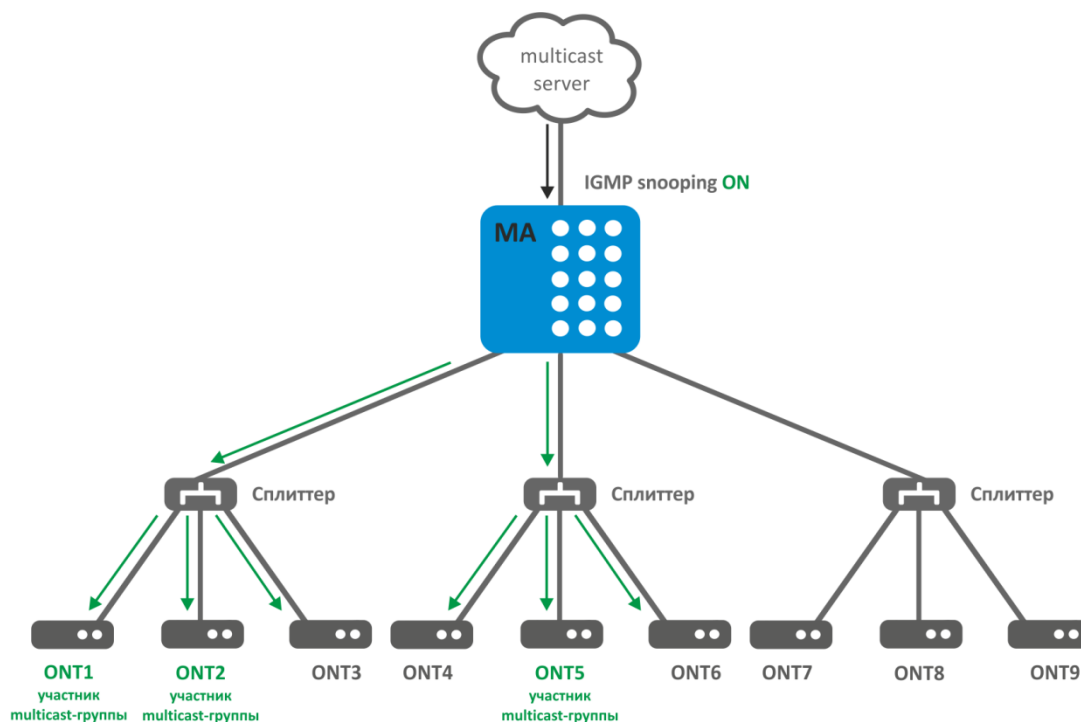 multicast
server
IGMP snooping ON
MA
Сплиттер
Сплиттер
Сплиттер
ONT1
участник
multicast-группы
ONT2
участник
multicast-группы
ONT3
ONT4
ONT5
участник
multicast-группы
ONT6
ONT7
ONT8
ONT9